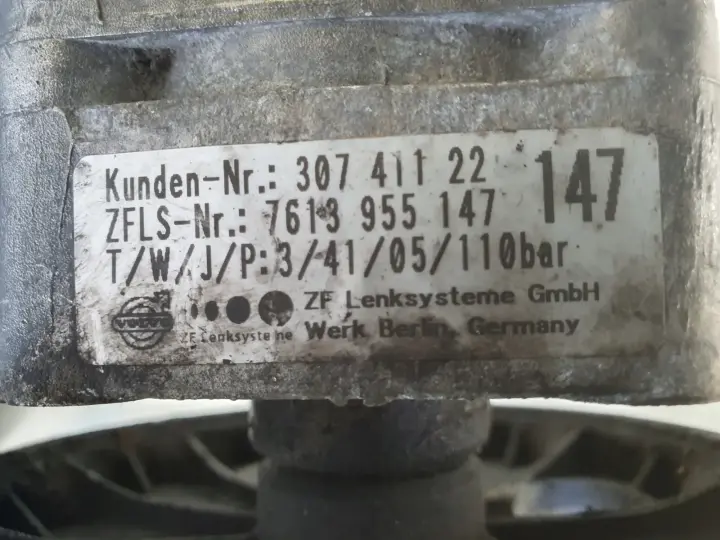 Kunden-Nr.: 307 411 22 147
ZFLS-Nr.: 7613 955 147
T/W/J/P: 3/41/05/110bar
VOLVO ZF Lenksysteme ZF Lenksysteme GmbH
Werk Berlin, Germany